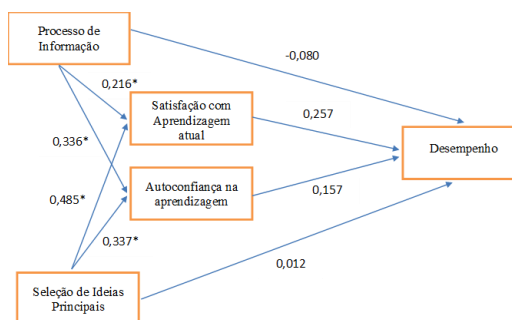 Processo de
Informação
-0,080
0,216*
Satisfação com
Aprendizagem
atual
0,257
Desempenho
0,336*
Autoconfiança na
aprendizagem
0,157
0,485*
0,337*
0,012
Seleção de Ideias
Principais